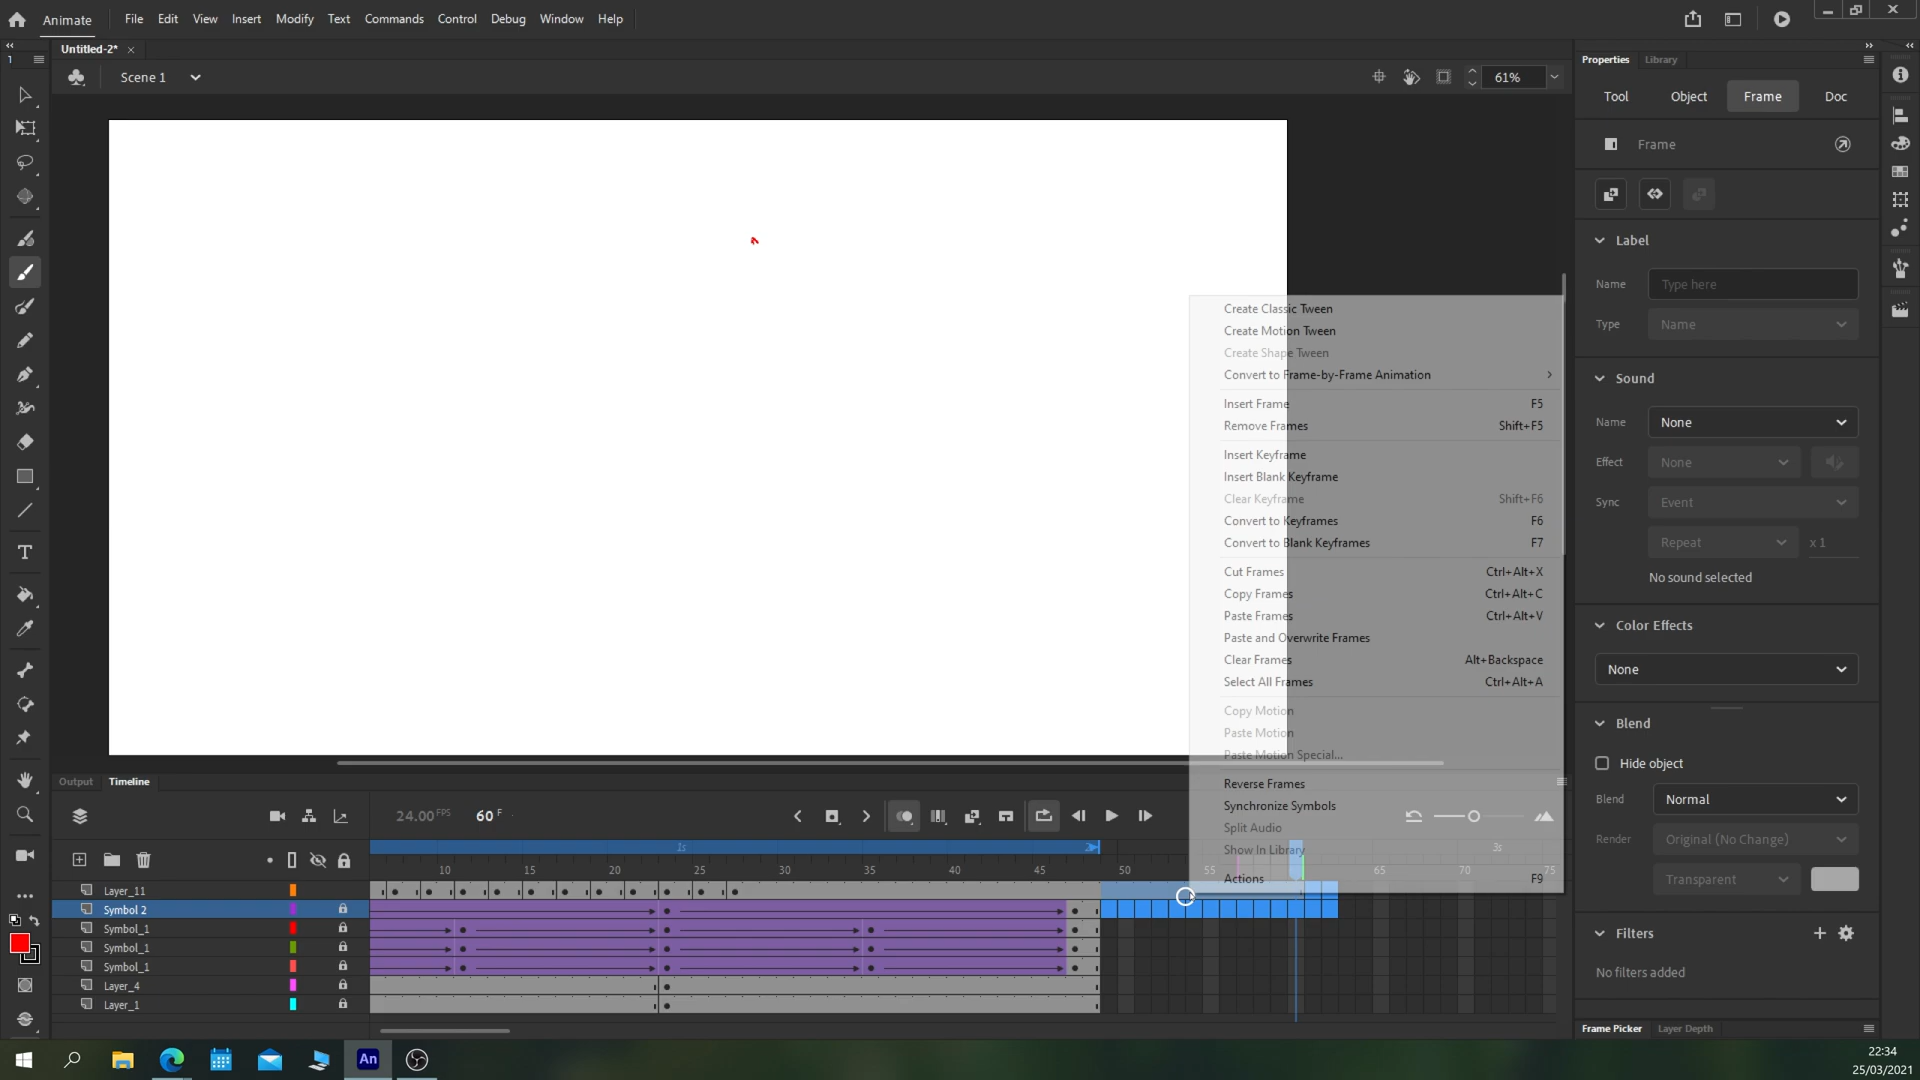 Animate File Edit View Insert Modify Text Commands Control Debug Window Help
Untitled-2*
1
Scene 1
61%
Properties Library
Tool Object Frame Doc
Frame
Label
Name Type here
Type Name
Sound
Name None
Effect None
Sync Event
Repeat x 1
No sound selected
Color Effects
None
Blend
Hide object
Blend Normal
Render Original (No Change)
Transparent
Filters
No filters added
Frame Picker Layer Depth
Create Classic Tween
Create Motion Tween
Create Shape Tween
Convert to Frame-by-Frame Animation
Insert Frame F5
Remove Frames Shift+F5
Insert Keyframe
Insert Blank Keyframe
Clear Keyframe Shift+F6
Convert to Keyframes F6
Convert to Blank Keyframes F7
Cut Frames Ctrl+Alt+X
Copy Frames Ctrl+Alt+C
Paste Frames Ctrl+Alt+V
Paste and Overwrite Frames
Clear Frames Alt+Backspace
Select All Frames Ctrl+Alt+A
Copy Motion
Paste Motion
Paste Motion Special...
Reverse Frames
Synchronize Symbols
Split Audio
Show In Library
Actions F9
Output Timeline
24.00 FPS 60 F
1s 2s 3s
10 15 20 25 30 35 40 45 50 55 65 70 75
Layer_11
Symbol 2
Symbol_1
Symbol_1
Symbol_1
Layer_4
Layer_1
An
22:34
25/03/2021